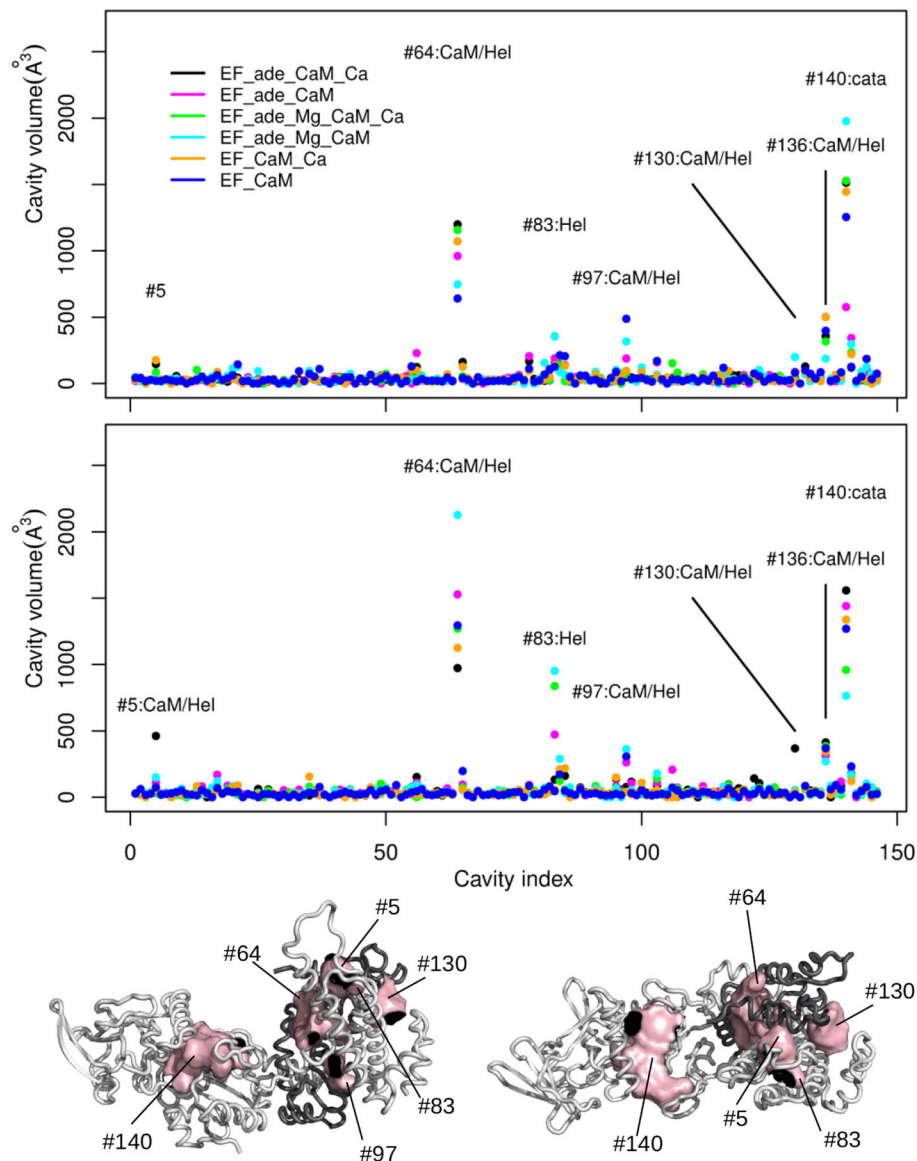 #64:CaM/Hel
EF_ade_CaM_Ca
EF_ade_CaM
EF_ade_Mg_CaM_Ca
EF_ade_Mg_CaM
EF_CaM_Ca
EF_CaM
#140:cata
#130:CaM/Hel
#136:CaM/Hel
#83:Hel
#97:CaM/Hel
#5
Cavity volume(Å³)
2000
1000
500
0
#64:CaM/Hel
#140:cata
#130:CaM/Hel
#136:CaM/Hel
#83:Hel
#97:CaM/Hel
#5:CaM/Hel
Cavity volume(Å³)
2000
1000
500
0
0 50 100 150
Cavity index
#5
#64
#130
#83
#97
#140
#64
#130
#5
#83
#140